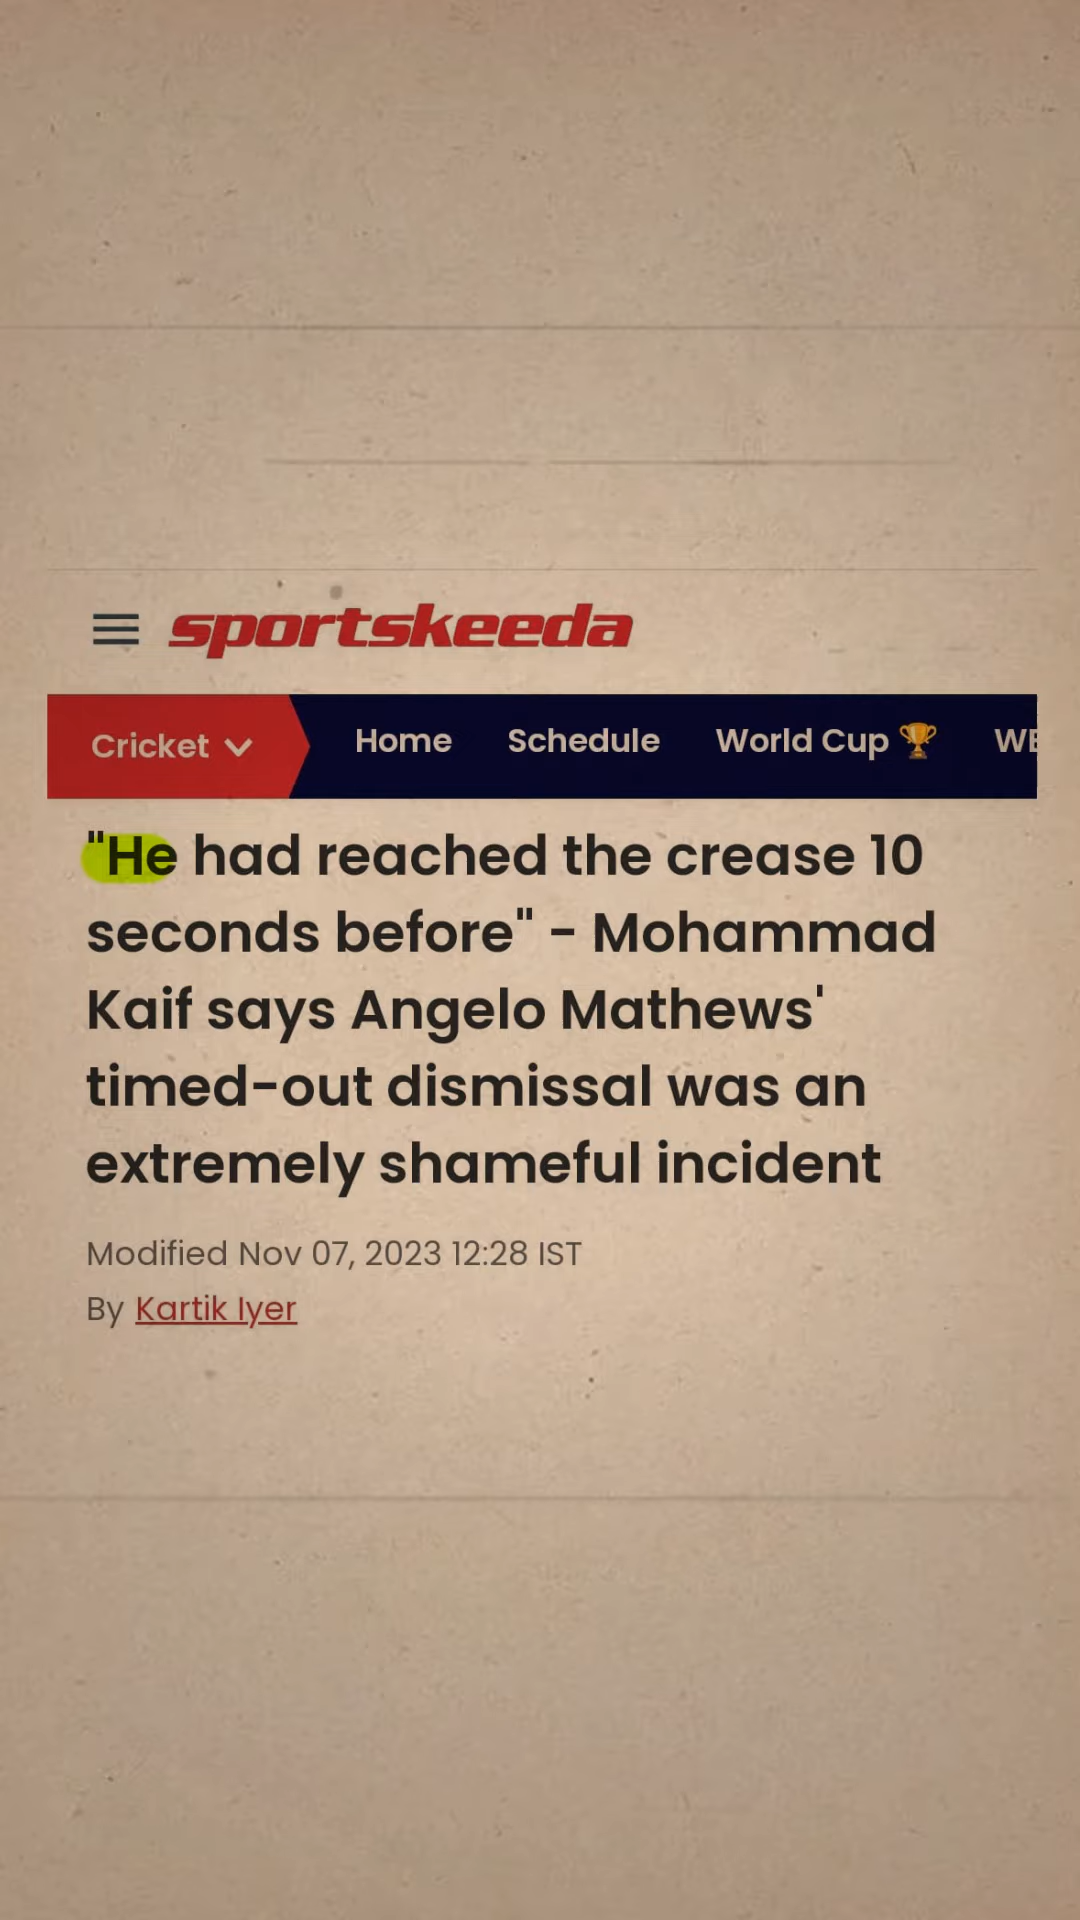 sportskeeda
Cricket Home Schedule World Cup 🏆
"He had reached the crease 10
seconds before" - Mohammad
Kaif says Angelo Mathews'
timed-out dismissal was an
extremely shameful incident
Modified Nov 07, 2023 12:28 IST
By Kartik Iyer